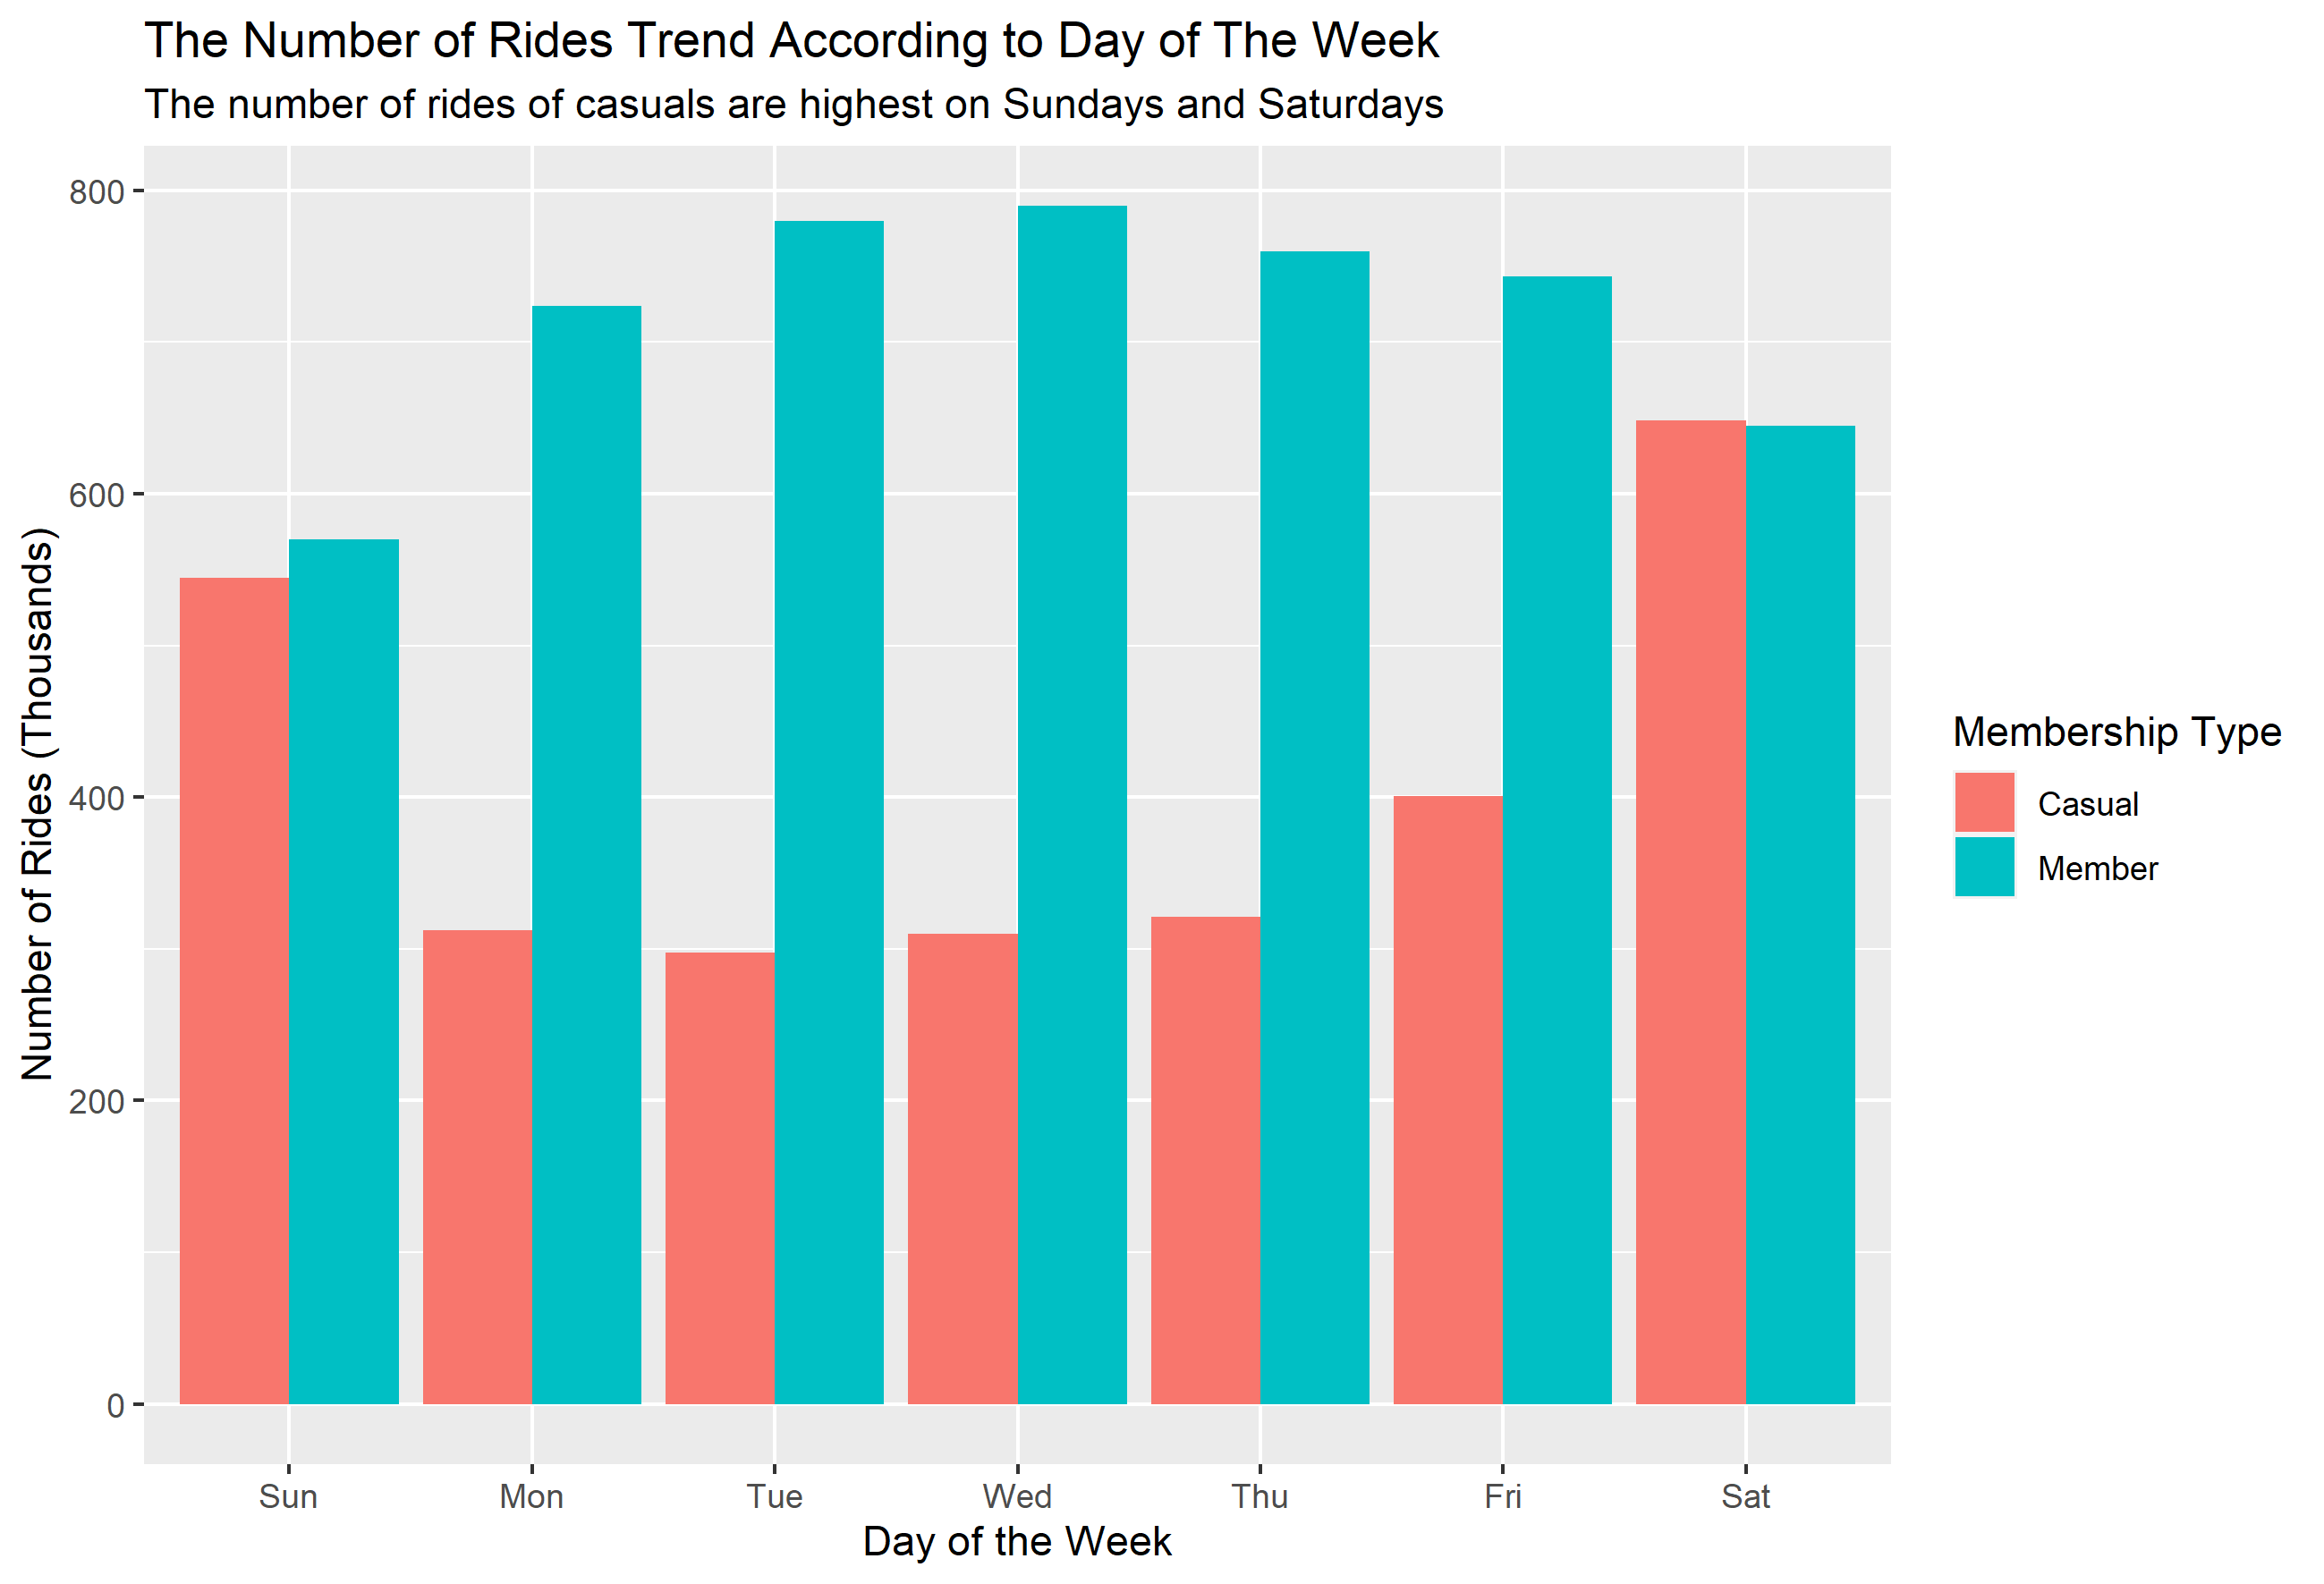 The Number of Rides Trend According to Day of The Week
The number of rides of casuals are highest on Sundays and Saturdays
Number of Rides (Thousands)
800
600
400
200
0
Sun Mon Tue Wed Thu Fri Sat
Day of the Week
Membership Type
Casual
Member